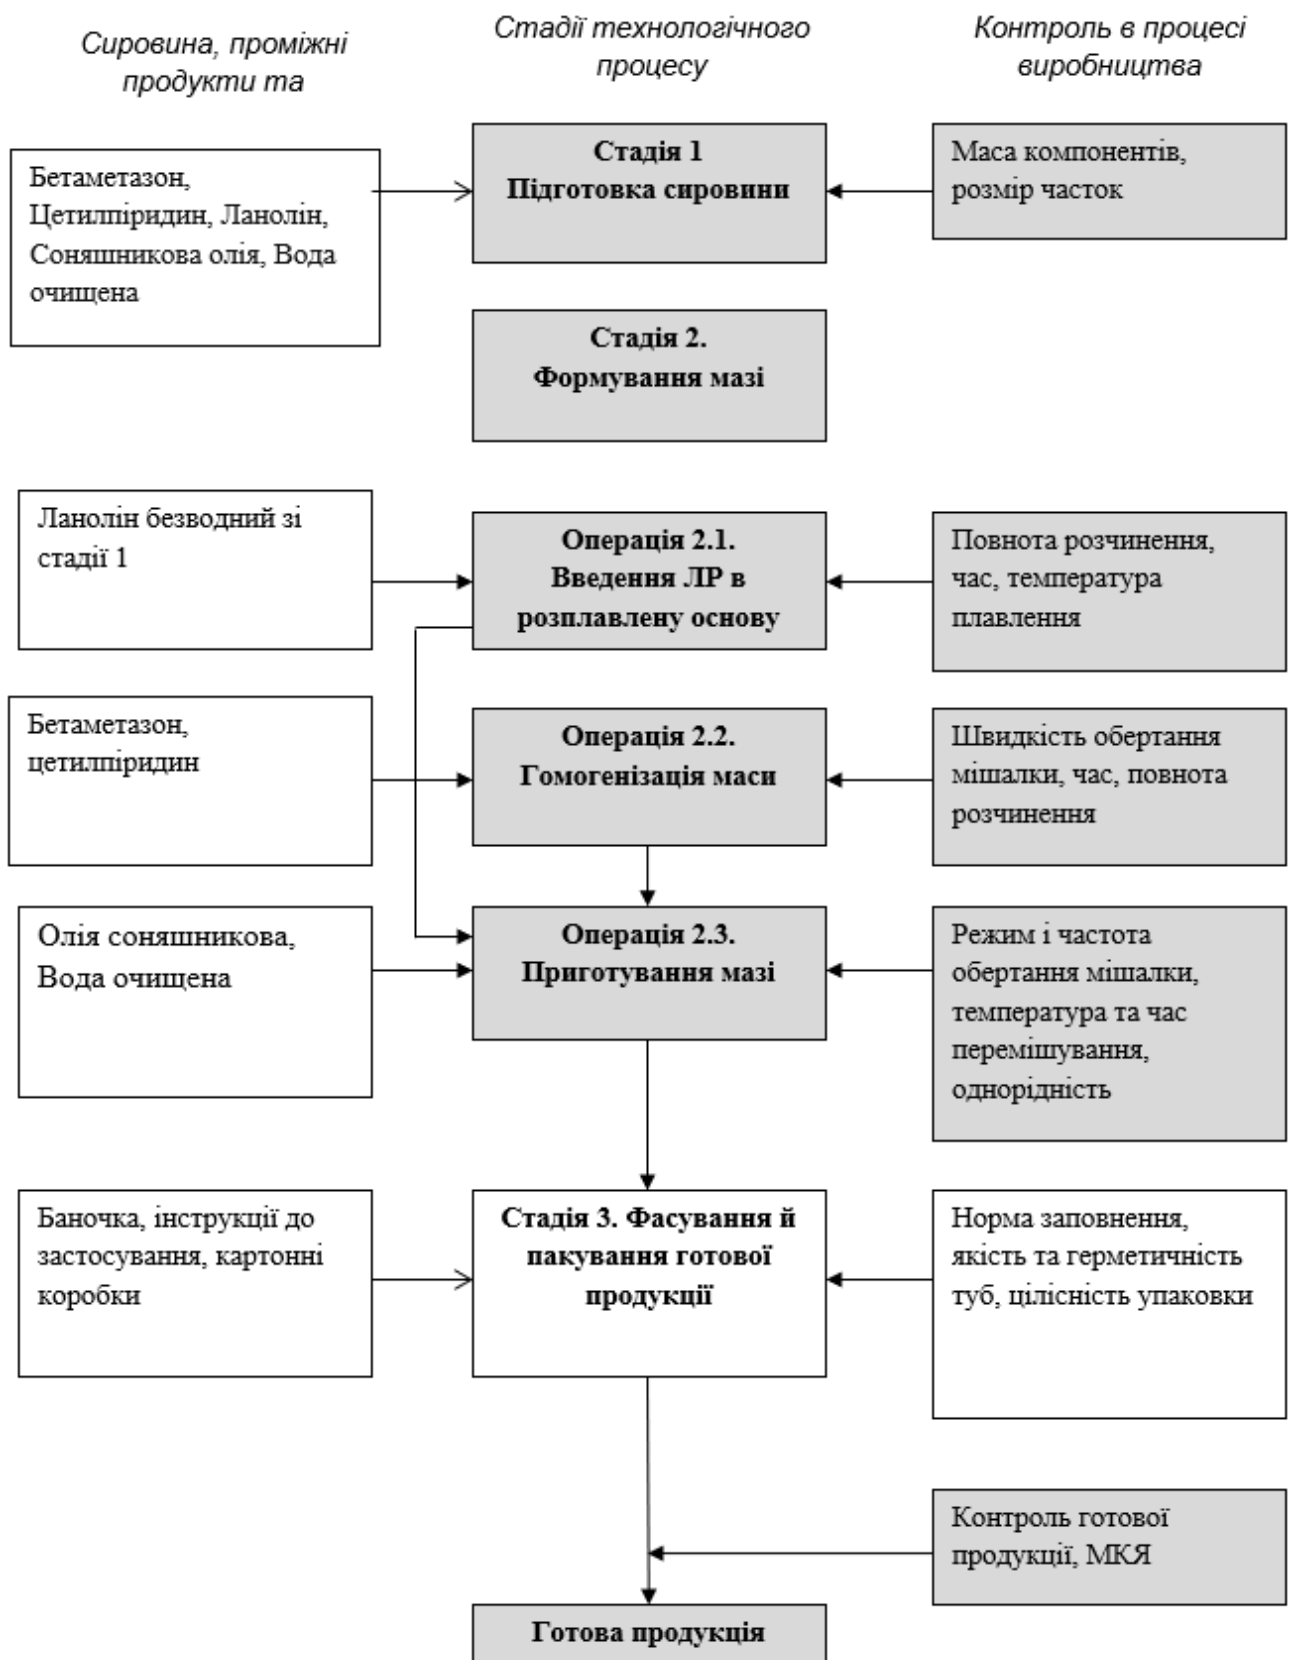 Сировина, проміжні
продукти та
Стадії технологічного
процесу
Контроль в процесі
виробництва
Бетаметазон,
Цетилпіридин, Ланолін,
Соняшникова олія, Вода
очищена
Стадія 1
Підготовка сировини
Маса компонентів,
розмір часток
Стадія 2.
Формування мазі
Ланолін безводний зі
стадії 1
Операція 2.1.
Введення ЛР в
розплавлену основу
Повнота розчинення,
час, температура
плавлення
Бетаметазон,
цетилпіридин
Операція 2.2.
Гомогенізація маси
Швидкість обертання
мішалки, час, повнота
розчинення
Олія соняшникова,
Вода очищена
Операція 2.3.
Приготування мазі
Режим і частота
обертання мішалки,
температура та час
перемішування,
однорідність
Баночка, інструкції до
застосування, картонні
коробки
Стадія 3. Фасування й
пакування готової
продукції
Норма заповнення,
якість та герметичність
туб, цілісність упаковки
Контроль готової
продукції, МКЯ
Готова продукція